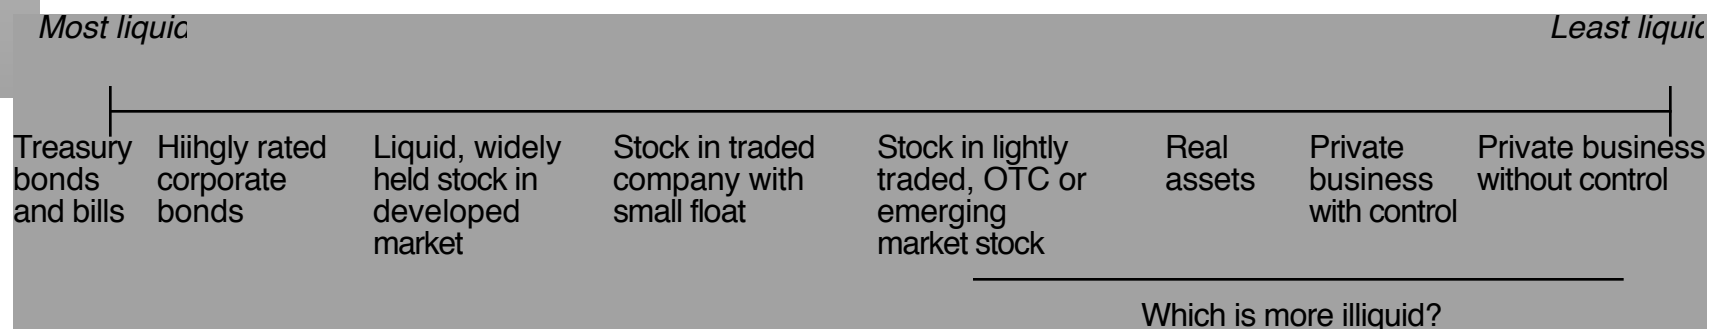 Most liquid
Least liquid
Treasury
bonds
and bills
Hiihgly rated
corporate
bonds
Liquid, widely
held stock in
developed
market
Stock in traded
company with
small float
Stock in lightly
traded, OTC or
emerging
market stock
Real
assets
Private
business
with control
Private business
without control
Which is more illiquid?